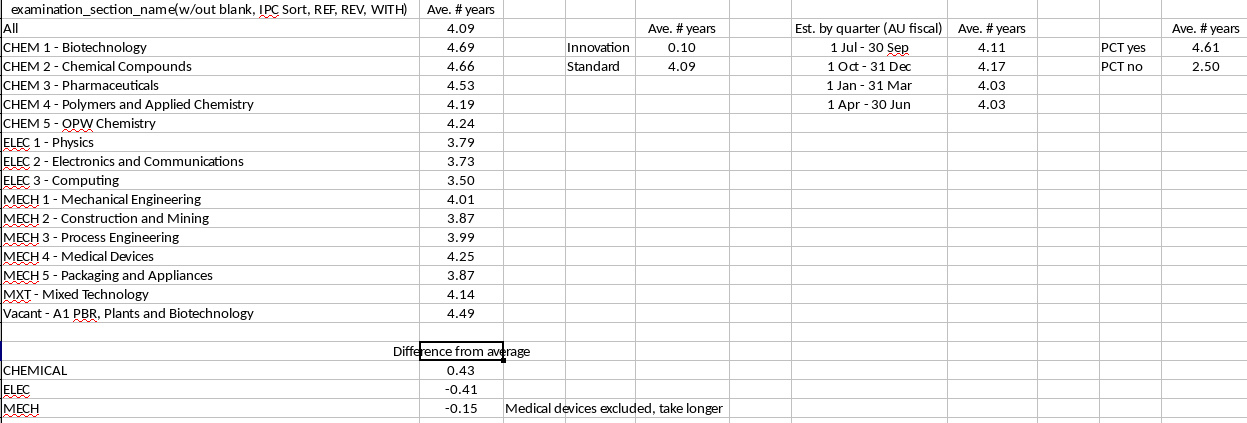 examination_section_name(w/out blank, IPC Sort, REF, REV, WITH) Ave. # years
All 4.09 Ave. # years Est. by quarter (AU fiscal) Ave. # years Ave. # years
CHEM 1 - Biotechnology 4.69 Innovation 0.10 1 Jul - 30 Sep 4.11 PCT yes 4.61
CHEM 2 - Chemical Compounds 4.66 Standard 4.09 1 Oct - 31 Dec 4.17 PCT no 2.50
CHEM 3 - Pharmaceuticals 4.53 1 Jan - 31 Mar 4.03
CHEM 4 - Polymers and Applied Chemistry 4.19 1 Apr - 30 Jun 4.03
CHEM 5 - OPW Chemistry 4.24
ELEC 1 - Physics 3.79
ELEC 2 - Electronics and Communications 3.73
ELEC 3 - Computing 3.50
MECH 1 - Mechanical Engineering 4.01
MECH 2 - Construction and Mining 3.87
MECH 3 - Process Engineering 3.99
MECH 4 - Medical Devices 4.25
MECH 5 - Packaging and Appliances 3.87
MXT - Mixed Technology 4.14
Vacant - A1 PBR, Plants and Biotechnology 4.49
Difference from average
CHEMICAL 0.43
ELEC -0.41
MECH -0.15 Medical devices excluded, take longer